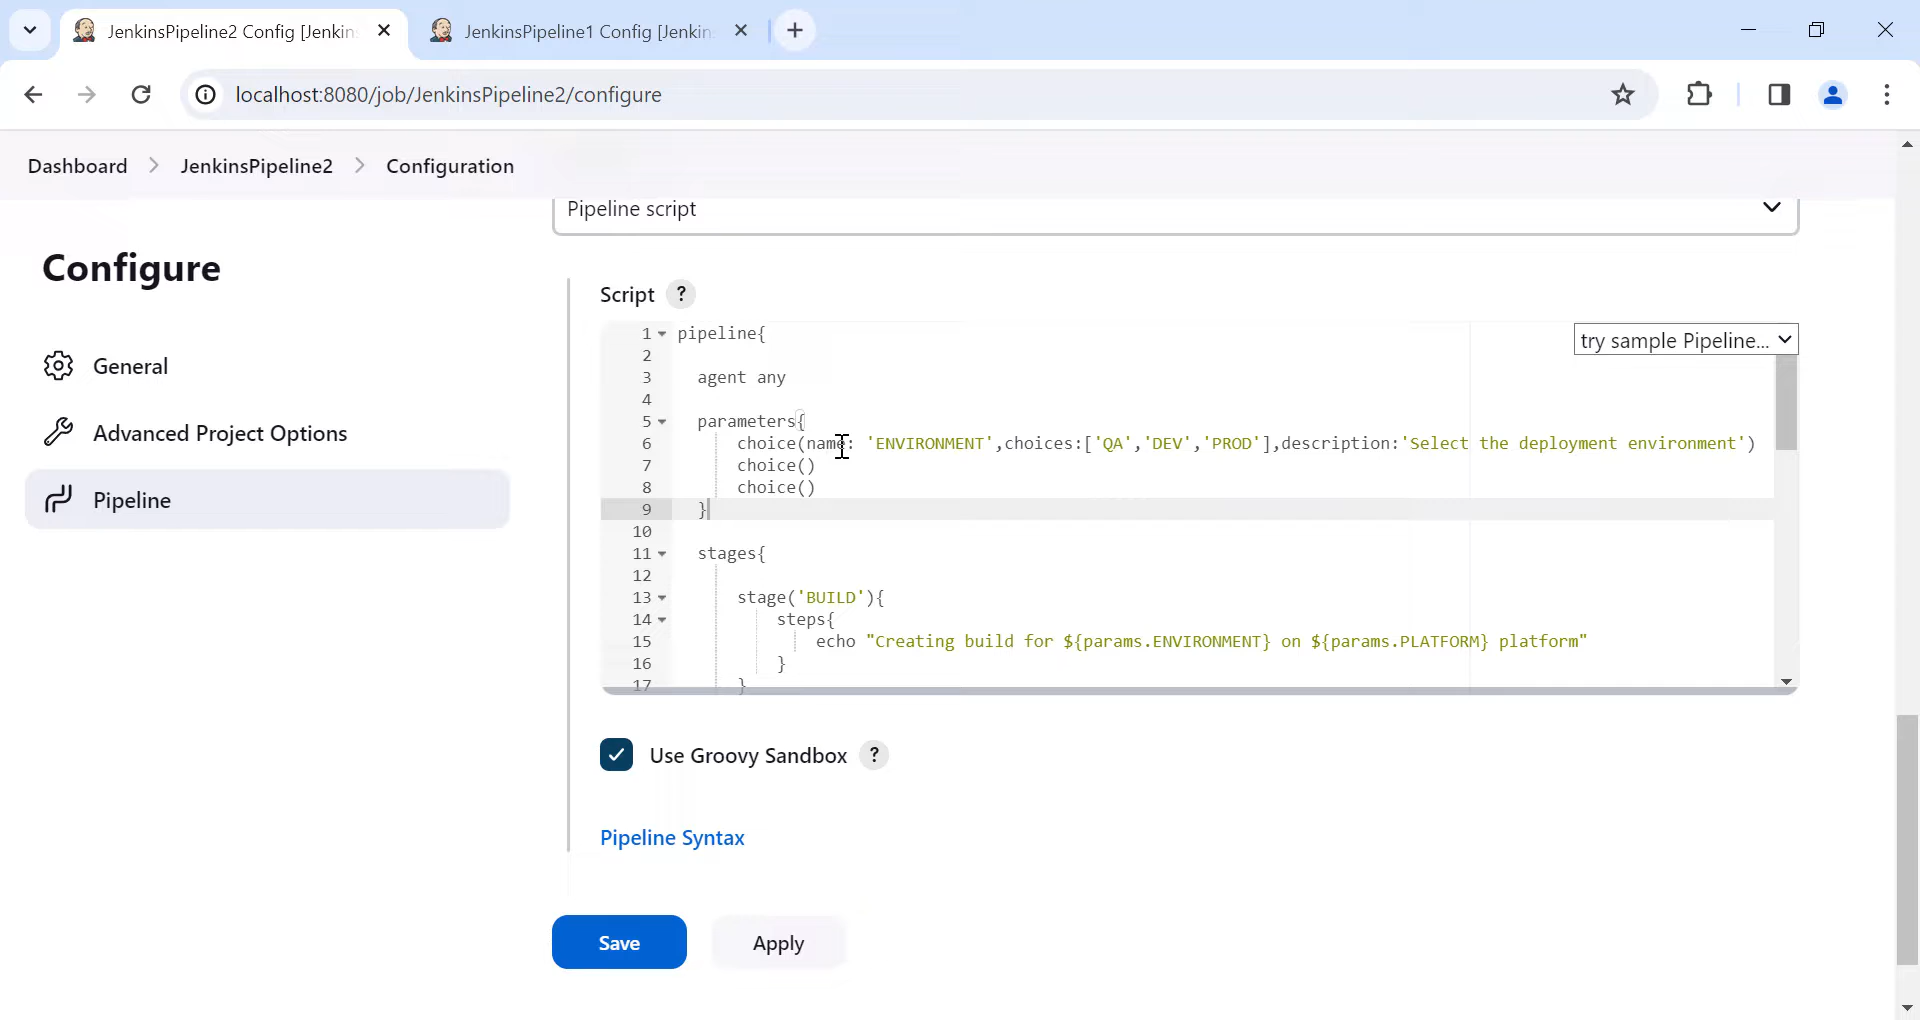 JenkinsPipeline2 Config [Jenkin
JenkinsPipeline1 Config [Jenkin
localhost:8080/job/JenkinsPipeline2/configure
Dashboard > JenkinsPipeline2 > Configuration
Pipeline script
Configure
General
Advanced Project Options
Pipeline
Script ?
try sample Pipeline...
1 pipeline{
2
3 agent any
4
5 parameters{
6 choice(name: 'ENVIRONMENT',choices:['QA','DEV','PROD'],description:'Select the deployment environment')
7 choice()
8 choice()
9 }
10
11 stages{
12
13 stage('BUILD'){
14 steps{
15 echo "Creating build for ${params.ENVIRONMENT} on ${params.PLATFORM} platform"
16 }
17 }
Use Groovy Sandbox ?
Pipeline Syntax
Save
Apply